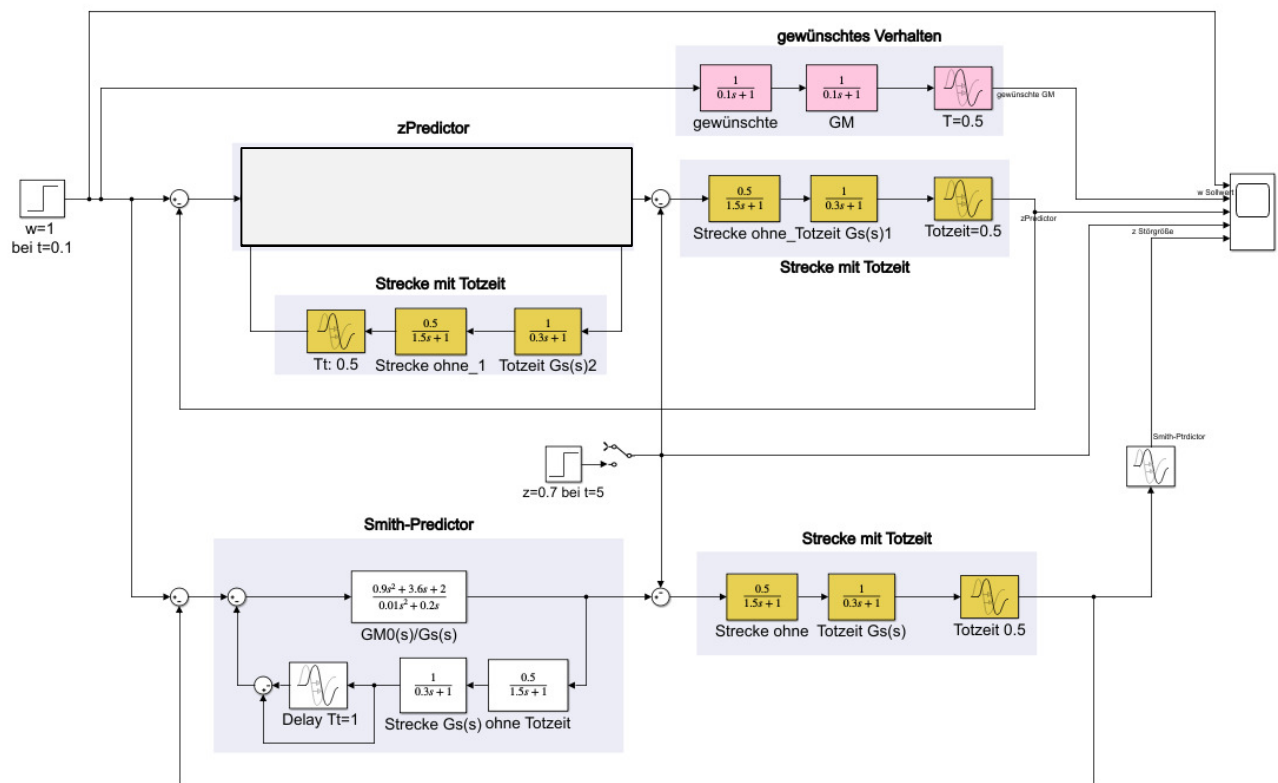 gewünschtes Verhalten
1
0.1s + 1
gewünschte
1
0.1s + 1
GM
T=0.5
gewünschte GM
zPredictor
w=1
bei t=0.1
+
-
+
-
0.5
1.5s + 1
Strecke ohne_
1
0.3s + 1
Totzeit Gs(s)1
Totzeit=0.5
zPredictor
w Sollwert
z Störgröße
Strecke mit Totzeit
Strecke mit Totzeit
Tt: 0.5
0.5
1.5s + 1
Strecke ohne_1
1
0.3s + 1
Totzeit Gs(s)2
Smith-Ptrdictor
z=0.7 bei t=5
Smith-Predictor
Strecke mit Totzeit
+
-
+
-
0.9s² + 3.6s + 2
0.01s² + 0.2s
GM0(s)/Gs(s)
0.5
1.5s + 1
Strecke ohne
1
0.3s + 1
Totzeit Gs(s)
Totzeit 0.5
Delay Tt=1
1
0.3s + 1
Strecke Gs(s)
0.5
1.5s + 1
ohne Totzeit